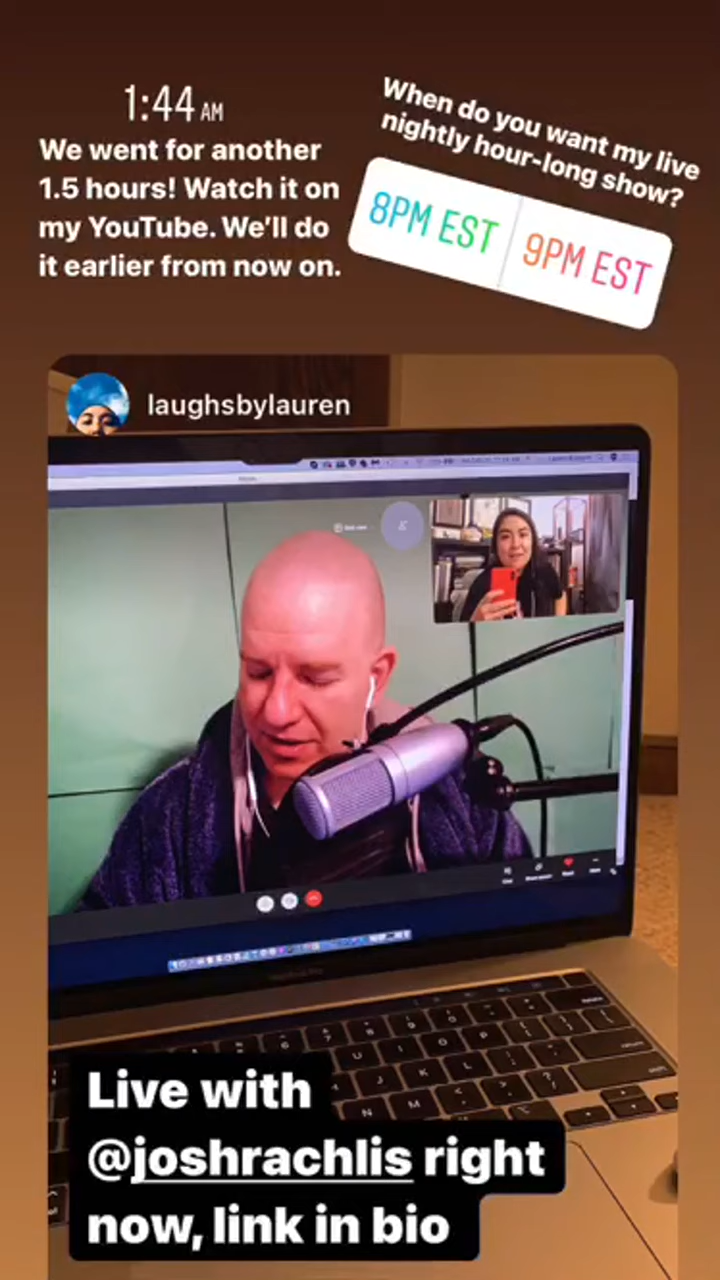 1:44 AM
We went for another
1.5 hours! Watch it on
my YouTube. We’ll do
it earlier from now on.
When do you want my live
nightly hour-long show?
8PM EST
9PM EST
laughsbylauren
Live with
@joshrachlis right
now, link in bio